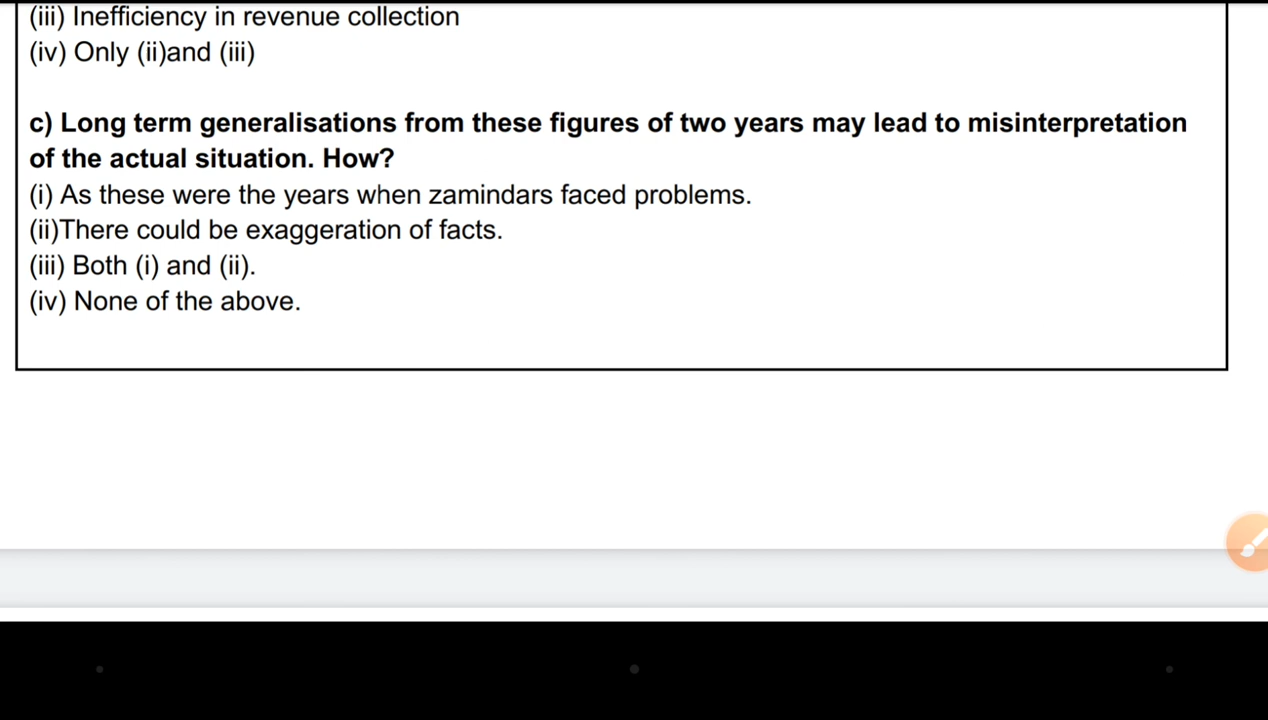 (iii) Inefficiency in revenue collection
(iv) Only (ii)and (iii)
c) Long term generalisations from these figures of two years may lead to misinterpretation
of the actual situation. How?
(i) As these were the years when zamindars faced problems.
(ii)There could be exaggeration of facts.
(iii) Both (i) and (ii).
(iv) None of the above.